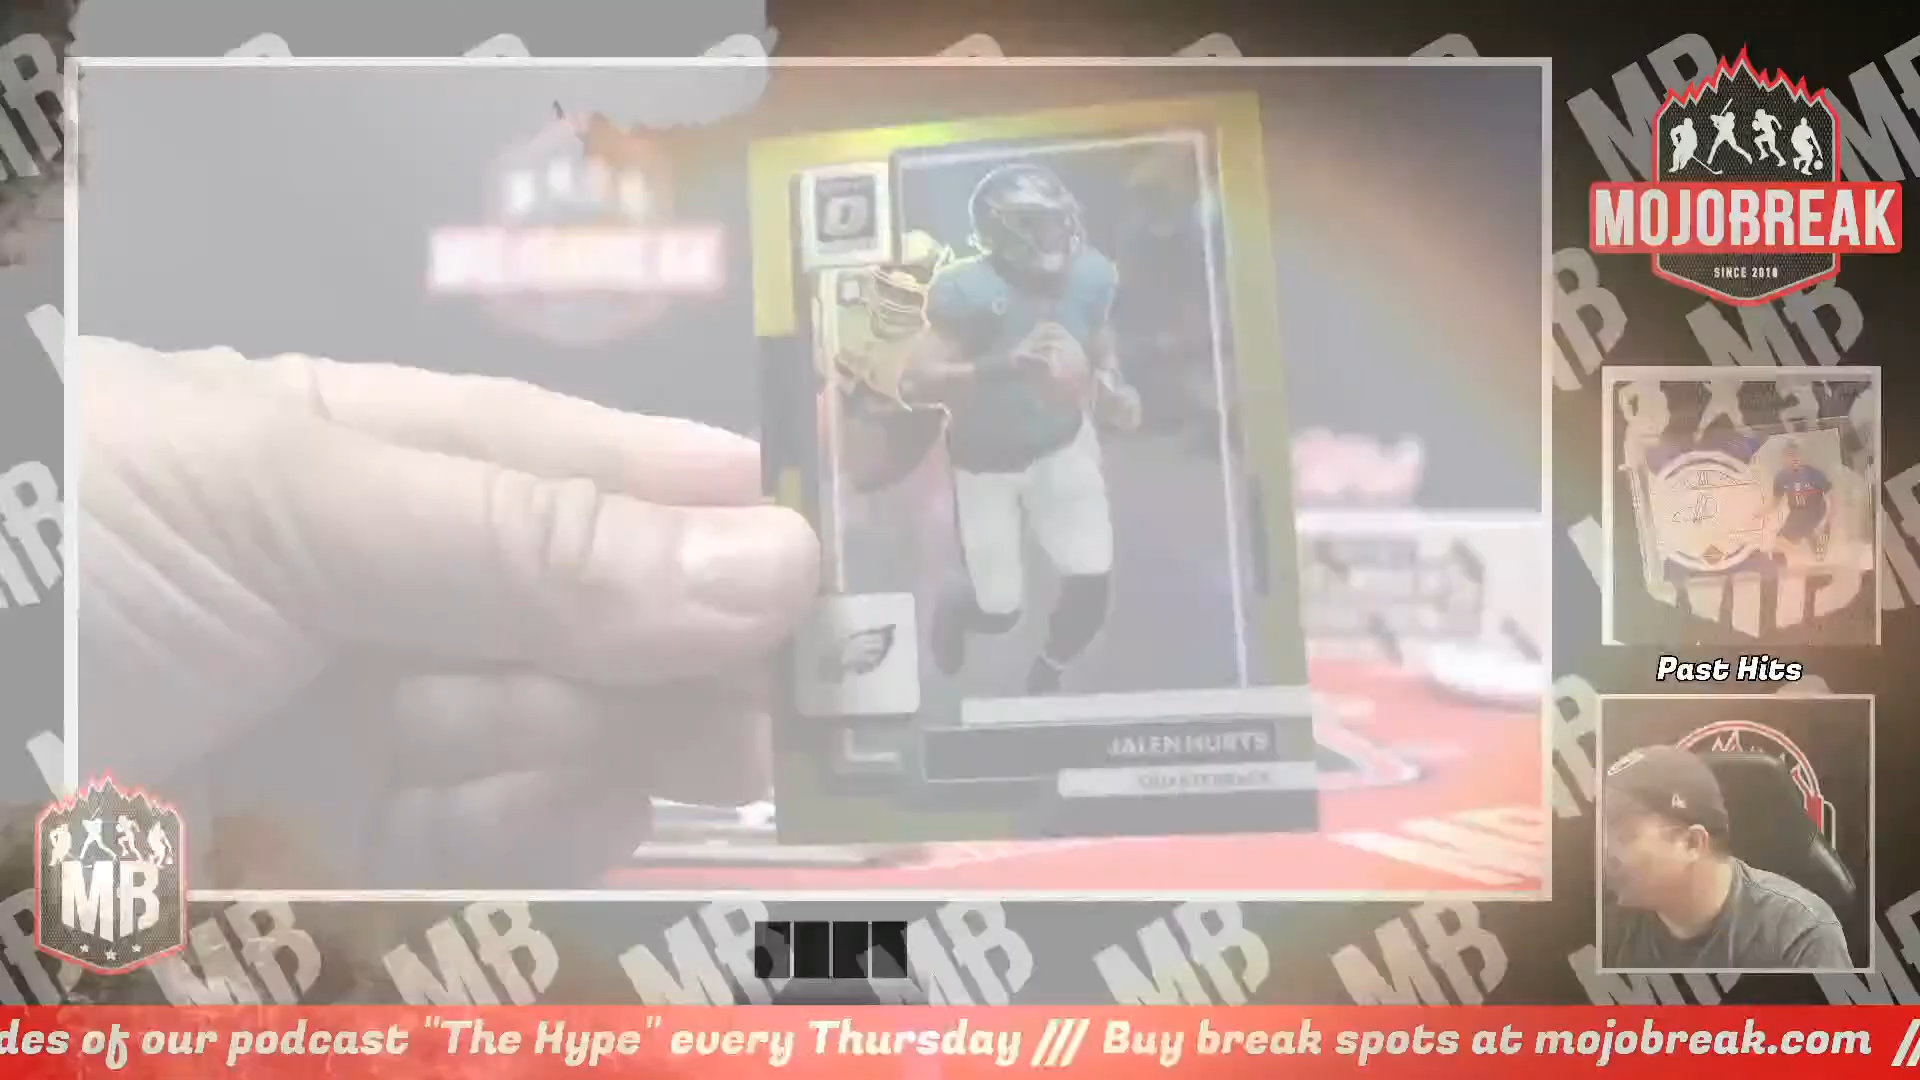 MOJOBREAK
SINCE 2010
JALEN HURTS
QUARTERBACK
Past Hits
MB
des of our podcast "The Hype" every Thursday /// Buy break spots at mojobreak.com //